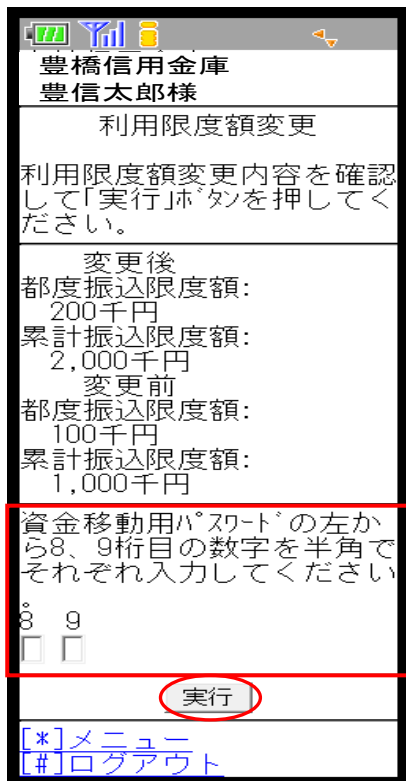 豊橋信用金庫
豊信太郎様
利用限度額変更
利用限度額変更内容を確認
して｢実行｣ﾎﾞﾀﾝを押してく
ださい。
変更後
都度振込限度額:
200千円
累計振込限度額:
2,000千円
変更前
都度振込限度額:
100千円
累計振込限度額:
1,000千円
資金移動用ﾊﾟｽﾜｰﾄﾞの左か
ら8、9桁目の数字を半角で
それぞれ入力してください
。
8 9
実行
[*]メニュー
[#]ログアウト